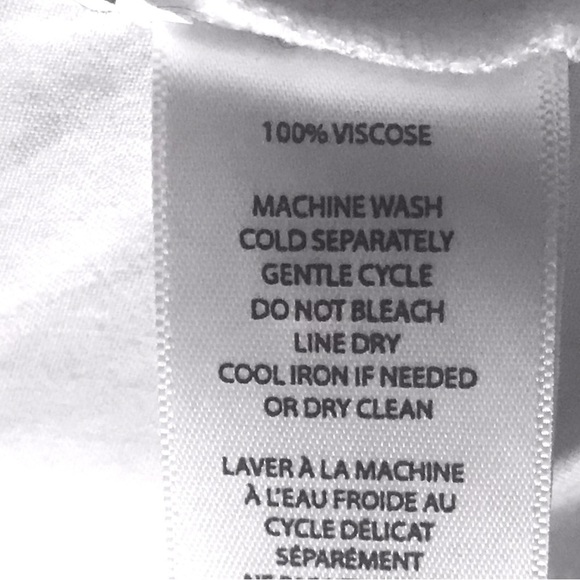 100% VISCOSE
MACHINE WASH
COLD SEPARATELY
GENTLE CYCLE
DO NOT BLEACH
LINE DRY
COOL IRON IF NEEDED
OR DRY CLEAN
LAVER À LA MACHINE
À L'EAU FROIDE AU
CYCLE DÉLICAT
SÉPARÉMENT